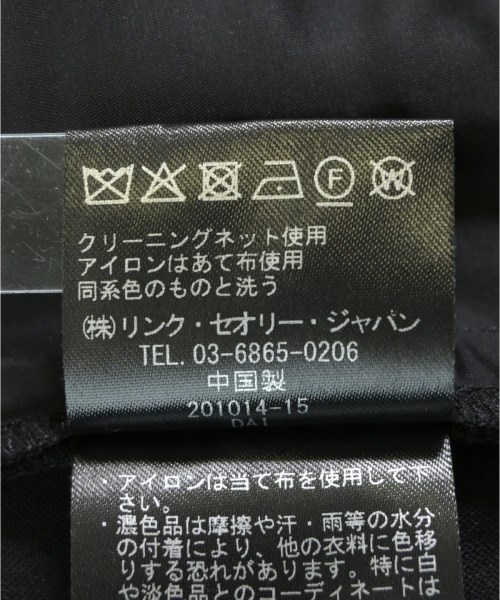 F W
クリーニングネット使用
アイロンはあて布使用
同系色のものと洗う
(株)リンク・セオリー・ジャパン
TEL. 03-6865-0206
中国製
201014-15
DA1
・アイロンは当て布を使用して下
さい。
・濃色品は摩擦や汗・雨等の水分
の付着により、他の衣料に色移
りする恐れがあります。特に白
や淡色品とのコーディネートは